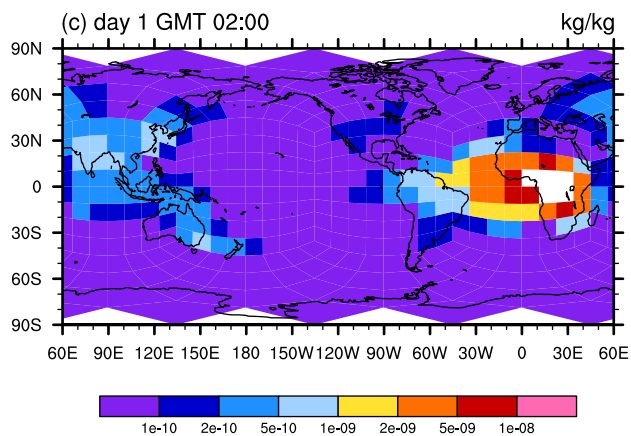 (c) day 1 GMT 02:00 kg/kg
90N
60N
30N
0
30S
60S
90S
60E 90E 120E 150E 180 150W 120W 90W 60W 30W 0 30E 60E
1e-10 2e-10 5e-10 1e-09 2e-09 5e-09 1e-08